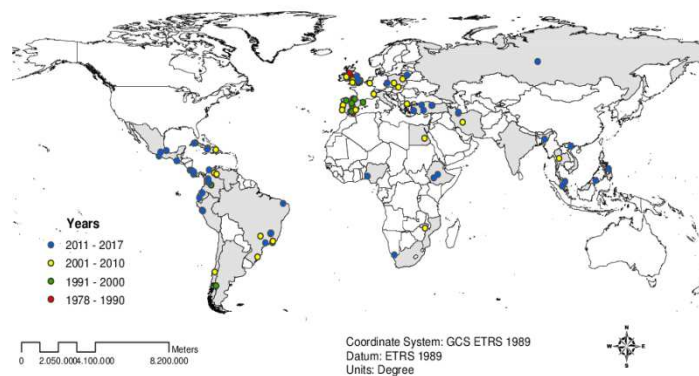 Years
2011 - 2017
2001 - 2010
1991 - 2000
1978 - 1990
Meters
0 2.050.0004.100.000 8.200.000
Coordinate System: GCS ETRS 1989
Datum: ETRS 1989
Units: Degree
N
W E
S